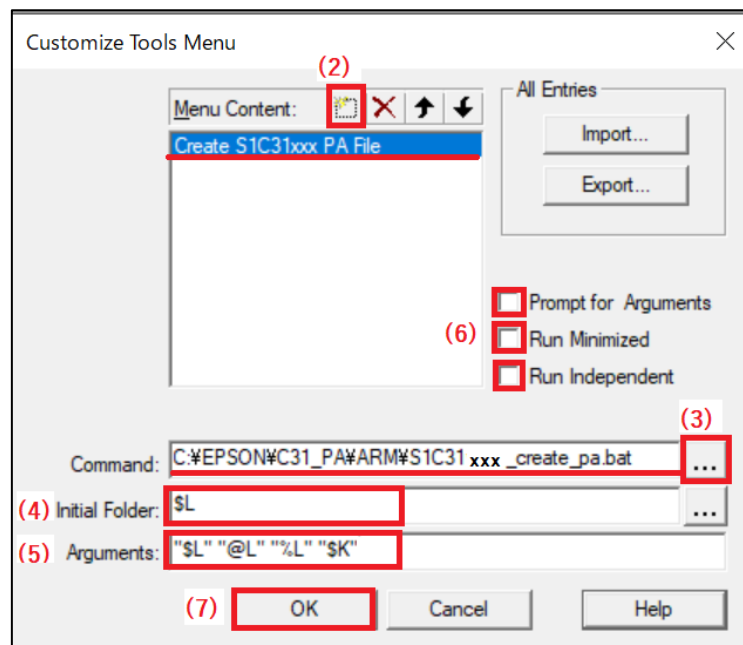 Customize Tools Menu
(2)
Menu Content:
All Entries
Create S1C31xxx PA File
Import...
Export...
Prompt for Arguments
(6)
Run Minimized
Run Independent
(3)
Command: C:¥EPSON¥C31_PA¥ARM¥S1C31 xxx _create_pa.bat ...
(4) Initial Folder: $L ...
(5) Arguments: "$L" "@L" "%L" "$K"
(7) OK Cancel Help